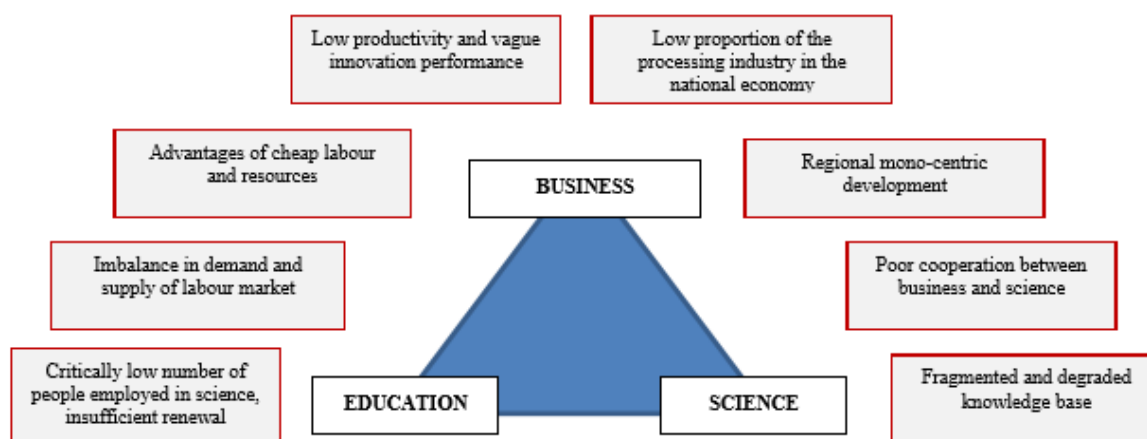 Low productivity and vague
innovation performance
Low proportion of the
processing industry in the
national economy
Advantages of cheap labour
and resources
BUSINESS
Regional mono-centric
development
Imbalance in demand and
supply of labour market
Poor cooperation between
business and science
Critically low number of
people employed in science,
insufficient renewal
EDUCATION
SCIENCE
Fragmented and degraded
knowledge base